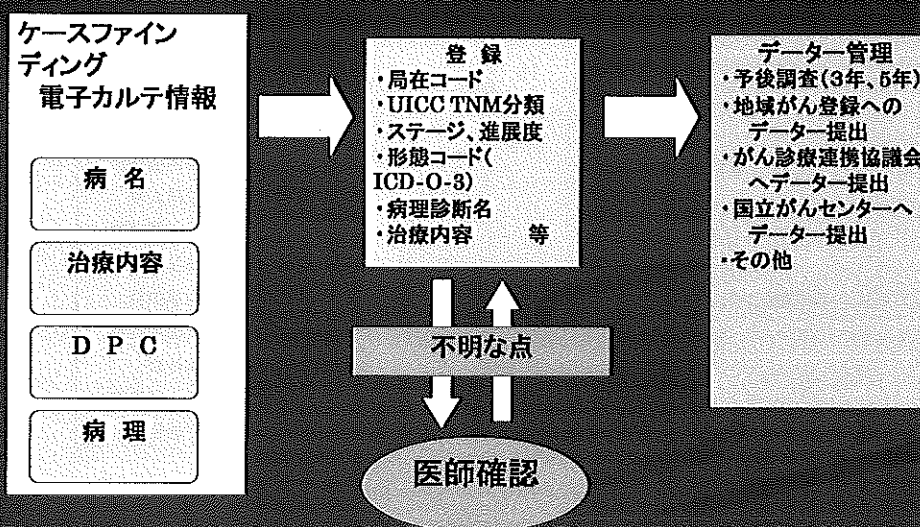 ケースファイン
ディング
電子カルテ情報
病 名
治療内容
D P C
病 理
登 録
・局在コード
・UICC TNM分類
・ステージ、進展度
・形態コード(
ICD-O-3)
・病理診断名
・治療内容 等
不明な点
医師確認
データー管理
・予後調査(3年、5年)
・地域がん登録への
データー提出
・がん診療連携協議会
へデーター提出
・国立がんセンターへ
データー提出
・その他